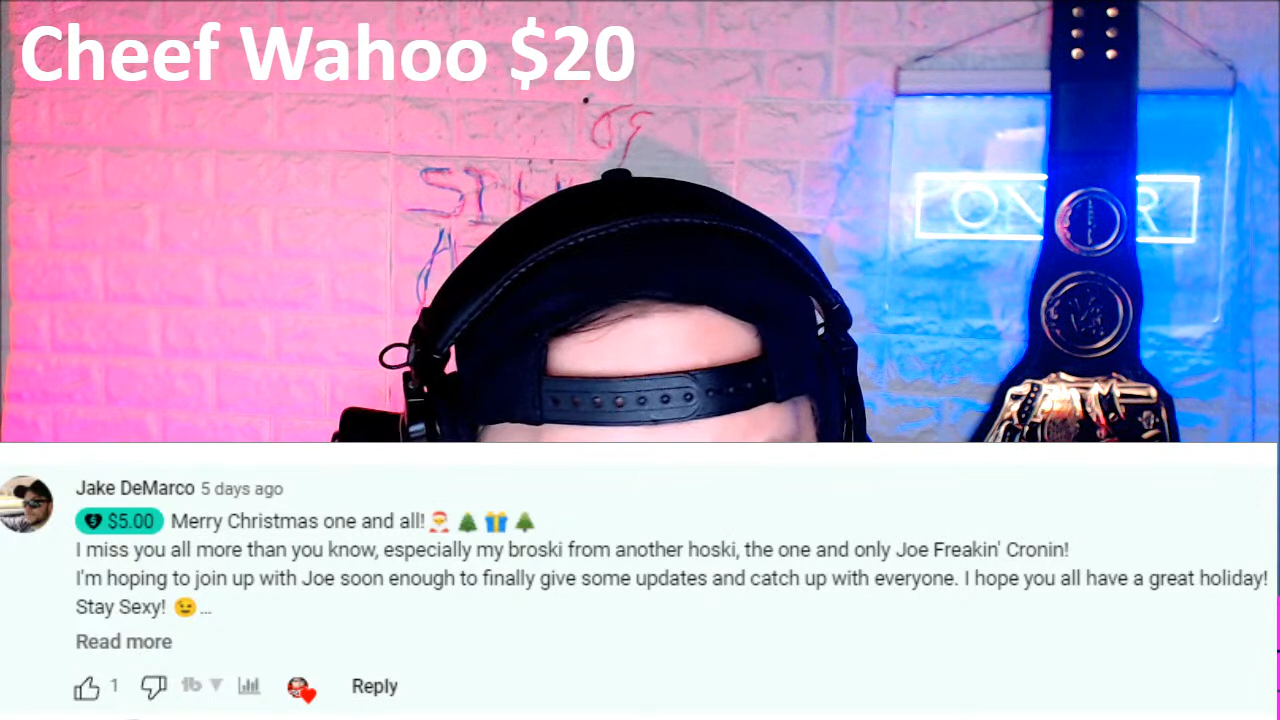 Cheef Wahoo $20
Jake DeMarco 5 days ago
$5.00 Merry Christmas one and all!🎅🎄🎁🎄
I miss you all more than you know, especially my broski from another hoski, the one and only Joe Freakin' Cronin!
I'm hoping to join up with Joe soon enough to finally give some updates and catch up with everyone. I hope you all have a great holiday!
Stay Sexy! 😉...
Read more
1 Reply